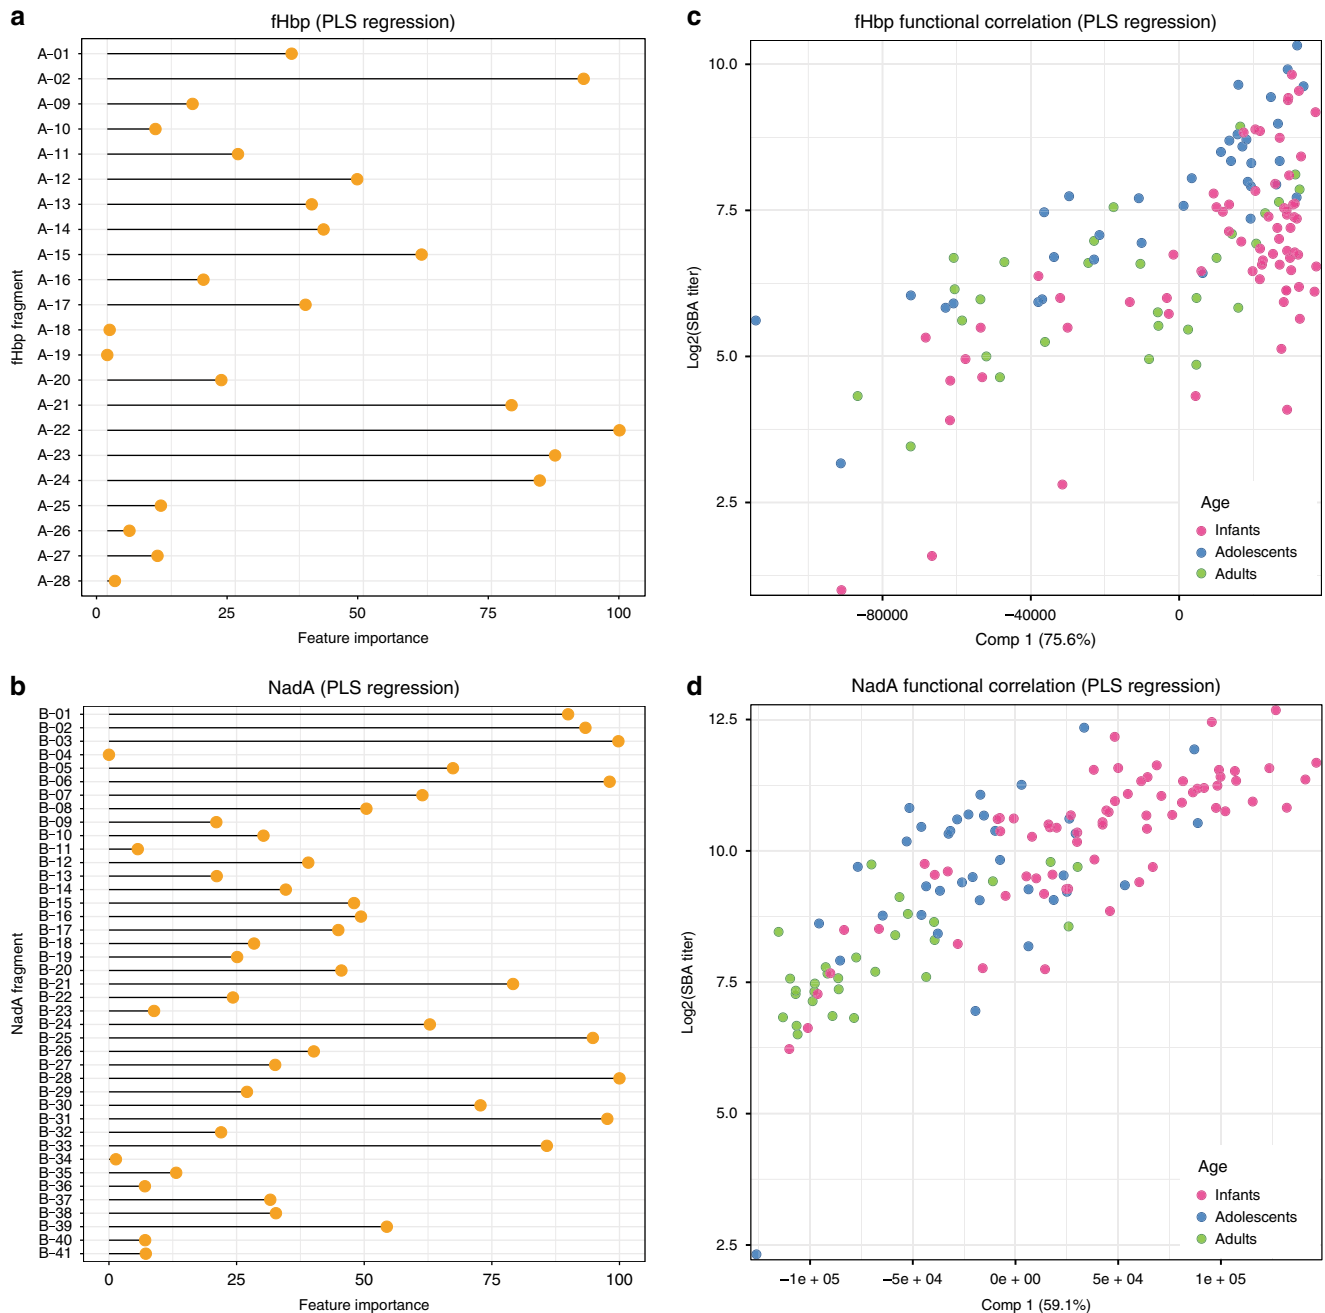 a
fHbp (PLS regression)
fHbp fragment
A–01
A–02
A–09
A–10
A–11
A–12
A–13
A–14
A–15
A–16
A–17
A–18
A–19
A–20
A–21
A–22
A–23
A–24
A–25
A–26
A–27
A–28
0 25 50 75 100
Feature importance
b
NadA (PLS regression)
NadA fragment
B–01
B–02
B–03
B–04
B–05
B–06
B–07
B–08
B–09
B–10
B–11
B–12
B–13
B–14
B–15
B–16
B–17
B–18
B–19
B–20
B–21
B–22
B–23
B–24
B–25
B–26
B–27
B–28
B–29
B–30
B–31
B–32
B–33
B–34
B–35
B–36
B–37
B–38
B–39
B–40
B–41
0 25 50 75 100
Feature importance
c
fHbp functional correlation (PLS regression)
Log2(SBA titer)
10.0
7.5
5.0
2.5
Age
Infants
Adolescents
Adults
−80000 −40000 0
Comp 1 (75.6%)
d
NadA functional correlation (PLS regression)
Log2(SBA titer)
12.5
10.0
7.5
5.0
2.5
Age
Infants
Adolescents
Adults
−1e + 05 −5e + 04 0e + 00 5e + 04 1e + 05
Comp 1 (59.1%)